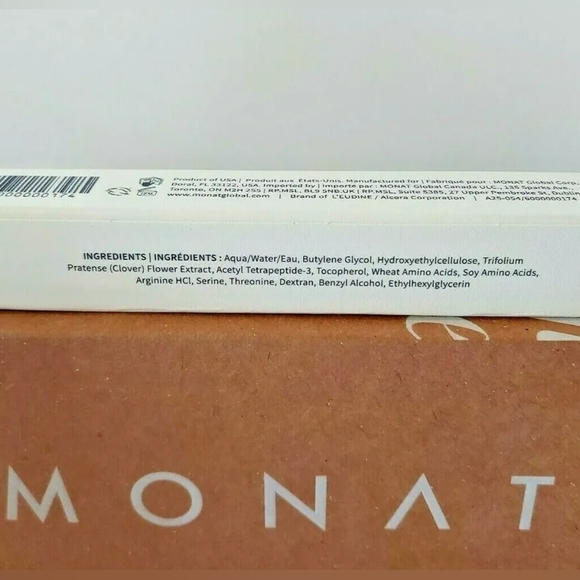 0000000174
Product of USA | Produit aux États-Unis. Manufactured for | Fabriqué pour : MONAT Global Corp.
Doral, FL 33122, USA. Imported by | Importé par : MONAT Global Canada ULC., 135 Sparks Ave.,
Toronto, ON M2H 2S5 | RP.MSL, BL9 5NB.UK | RP.MSL, Suite 5385, 27 Upper Pembroke St, Dublin
www.monatglobal.com | Brand of L'EUDINE / Alcora Corporation | A25-054/6000000174
INGREDIENTS | INGRÉDIENTS : Aqua/Water/Eau, Butylene Glycol, Hydroxyethylcellulose, Trifolium
Pratense (Clover) Flower Extract, Acetyl Tetrapeptide-3, Tocopherol, Wheat Amino Acids, Soy Amino Acids,
Arginine HCl, Serine, Threonine, Dextran, Benzyl Alcohol, Ethylhexylglycerin
MONAT